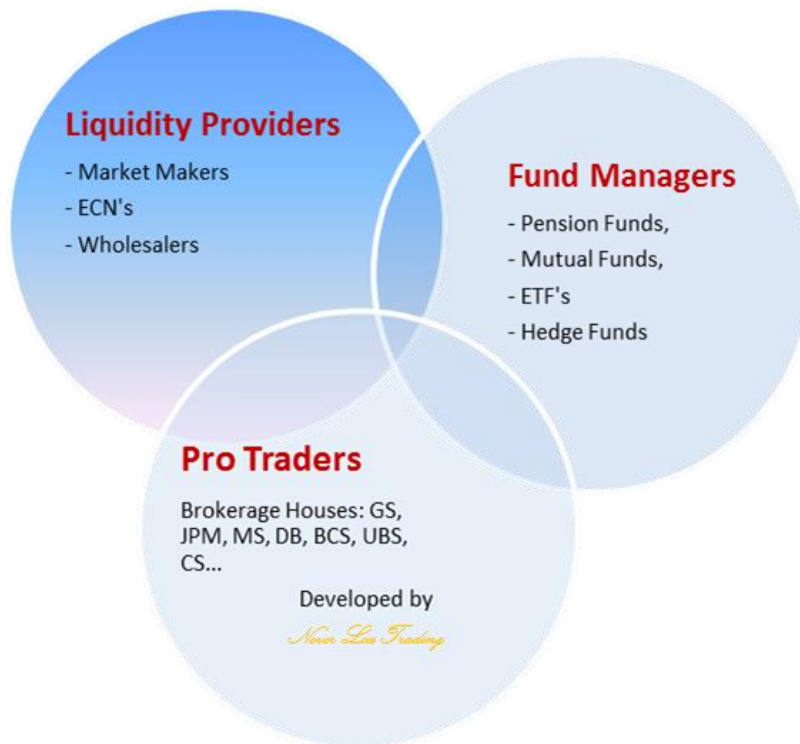 Liquidity Providers
- Market Makers
- ECN's
- Wholesalers
Fund Managers
- Pension Funds,
- Mutual Funds,
- ETF's
- Hedge Funds
Pro Traders
Brokerage Houses: GS,
JPM, MS, DB, BCS, UBS,
CS...
Developed by
Never Loss Trading